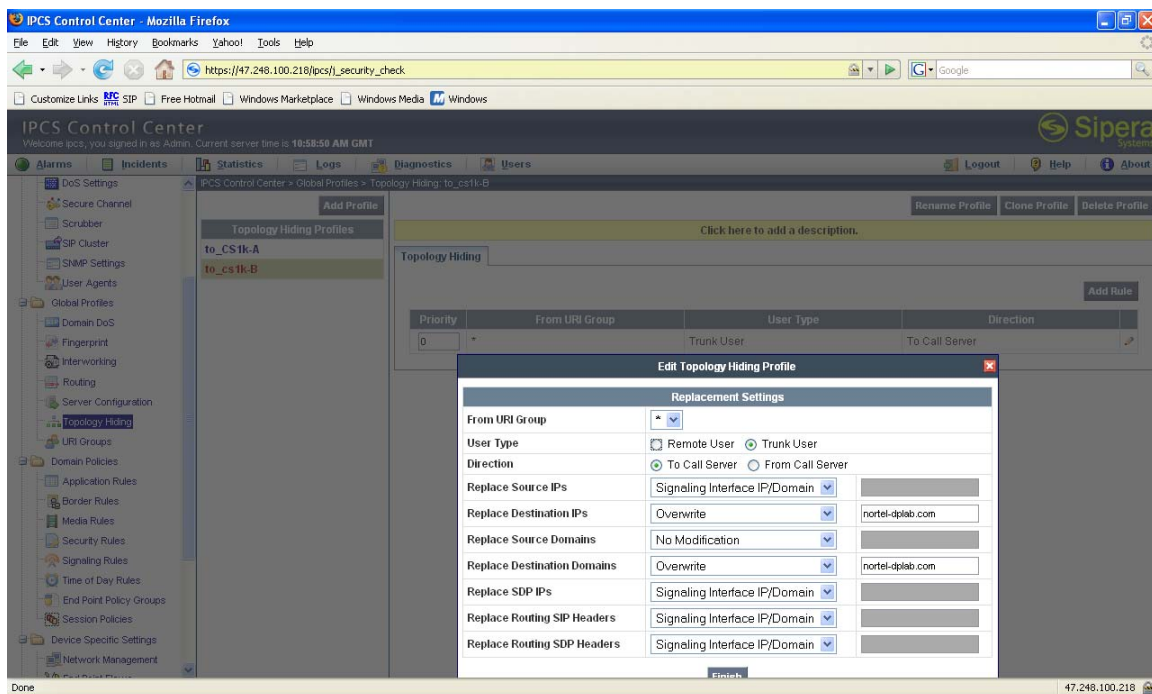 IPCS Control Center - Mozilla Firefox
File Edit View History Bookmarks Yahoo! Tools Help
https://47.248.100.218/ipcs/j_security_check
G Google
Customize Links RFC HTML SIP Free Hotmail Windows Marketplace Windows Media Windows
IPCS Control Center
Welcome ipcs, you signed in as Admin. Current server time is 10:58:50 AM GMT
Sipera
Systems
Alarms Incidents Statistics Logs Diagnostics Users Logout Help About
DoS Settings
Secure Channel
Scrubber
SIP Cluster
SNMP Settings
User Agents
Global Profiles
Domain DoS
Fingerprint
Interworking
Routing
Server Configuration
Topology Hiding
URI Groups
Domain Policies
Application Rules
Border Rules
Media Rules
Security Rules
Signaling Rules
Time of Day Rules
End Point Policy Groups
Session Policies
Device Specific Settings
Network Management
End Point Flows
IPCS Control Center > Global Profiles > Topology Hiding: to_cs1k-B
Add Profile
Rename Profile Clone Profile Delete Profile
Topology Hiding Profiles
to_CS1k-A
to_cs1k-B
Click here to add a description.
Topology Hiding
Add Rule
Priority From URI Group User Type Direction
0 * Trunk User To Call Server
Edit Topology Hiding Profile
Replacement Settings
From URI Group *
User Type Remote User Trunk User
Direction To Call Server From Call Server
Replace Source IPs Signaling Interface IP/Domain
Replace Destination IPs Overwrite nortel-dplab.com
Replace Source Domains No Modification
Replace Destination Domains Overwrite nortel-dplab.com
Replace SDP IPs Signaling Interface IP/Domain
Replace Routing SIP Headers Signaling Interface IP/Domain
Replace Routing SDP Headers Signaling Interface IP/Domain
Finish
Done 47.248.100.218